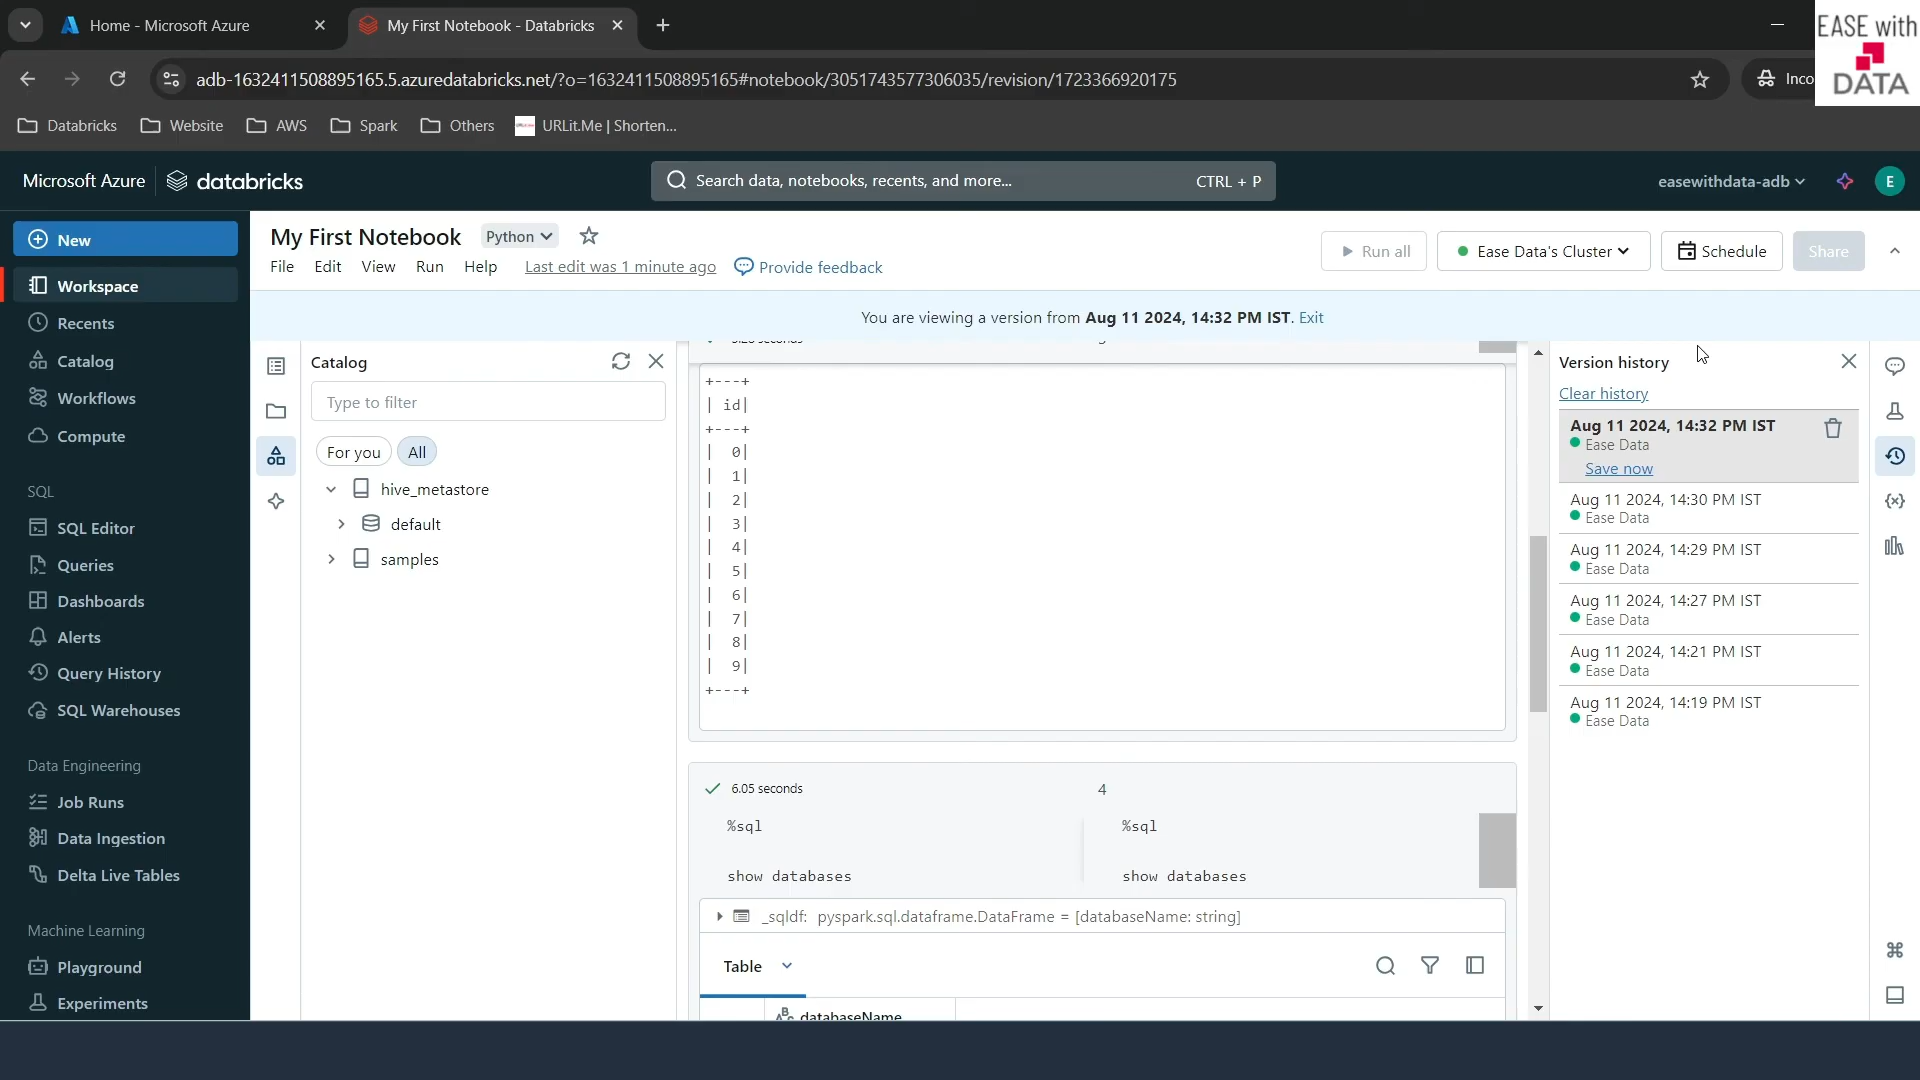 Home - Microsoft Azure
My First Notebook - Databricks
EASE with
DATA
adb-1632411508895165.5.azuredatabricks.net/?o=1632411508895165#notebook/3051743577306035/revision/1723366920175
Inco
Databricks
Website
AWS
Spark
Others
URLit.Me | Shorten...
Microsoft Azure
databricks
Search data, notebooks, recents, and more...
CTRL + P
easewithdata-adb
E
New
Workspace
Recents
Catalog
Workflows
Compute
SQL
SQL Editor
Queries
Dashboards
Alerts
Query History
SQL Warehouses
Data Engineering
Job Runs
Data Ingestion
Delta Live Tables
Machine Learning
Playground
Experiments
My First Notebook
Python
File Edit View Run Help
Last edit was 1 minute ago
Provide feedback
Run all
Ease Data's Cluster
Schedule
Share
You are viewing a version from Aug 11 2024, 14:32 PM IST. Exit
Catalog
Type to filter
For you
All
hive_metastore
default
samples
+---+
| id|
+---+
|  0|
|  1|
|  2|
|  3|
|  4|
|  5|
|  6|
|  7|
|  8|
|  9|
+---+
6.05 seconds
4
%sql
show databases
%sql
show databases
_sqldf: pyspark.sql.dataframe.DataFrame = [databaseName: string]
Table
databaseName
Version history
Clear history
Aug 11 2024, 14:32 PM IST
Ease Data
Save now
Aug 11 2024, 14:30 PM IST
Ease Data
Aug 11 2024, 14:29 PM IST
Ease Data
Aug 11 2024, 14:27 PM IST
Ease Data
Aug 11 2024, 14:21 PM IST
Ease Data
Aug 11 2024, 14:19 PM IST
Ease Data